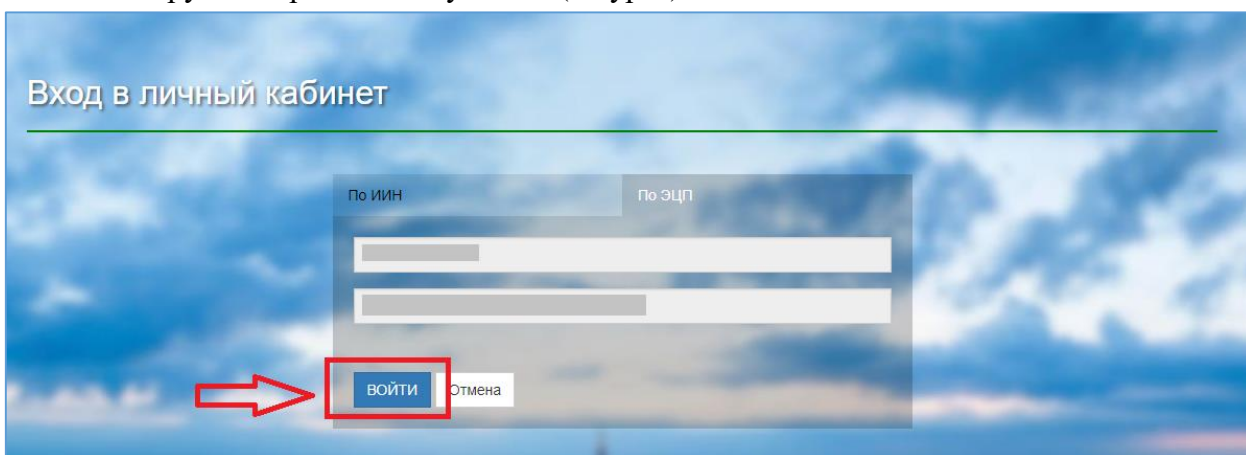 Вход в личный кабинет
По ИИН По ЭЦП
ВОЙТИ Отмена